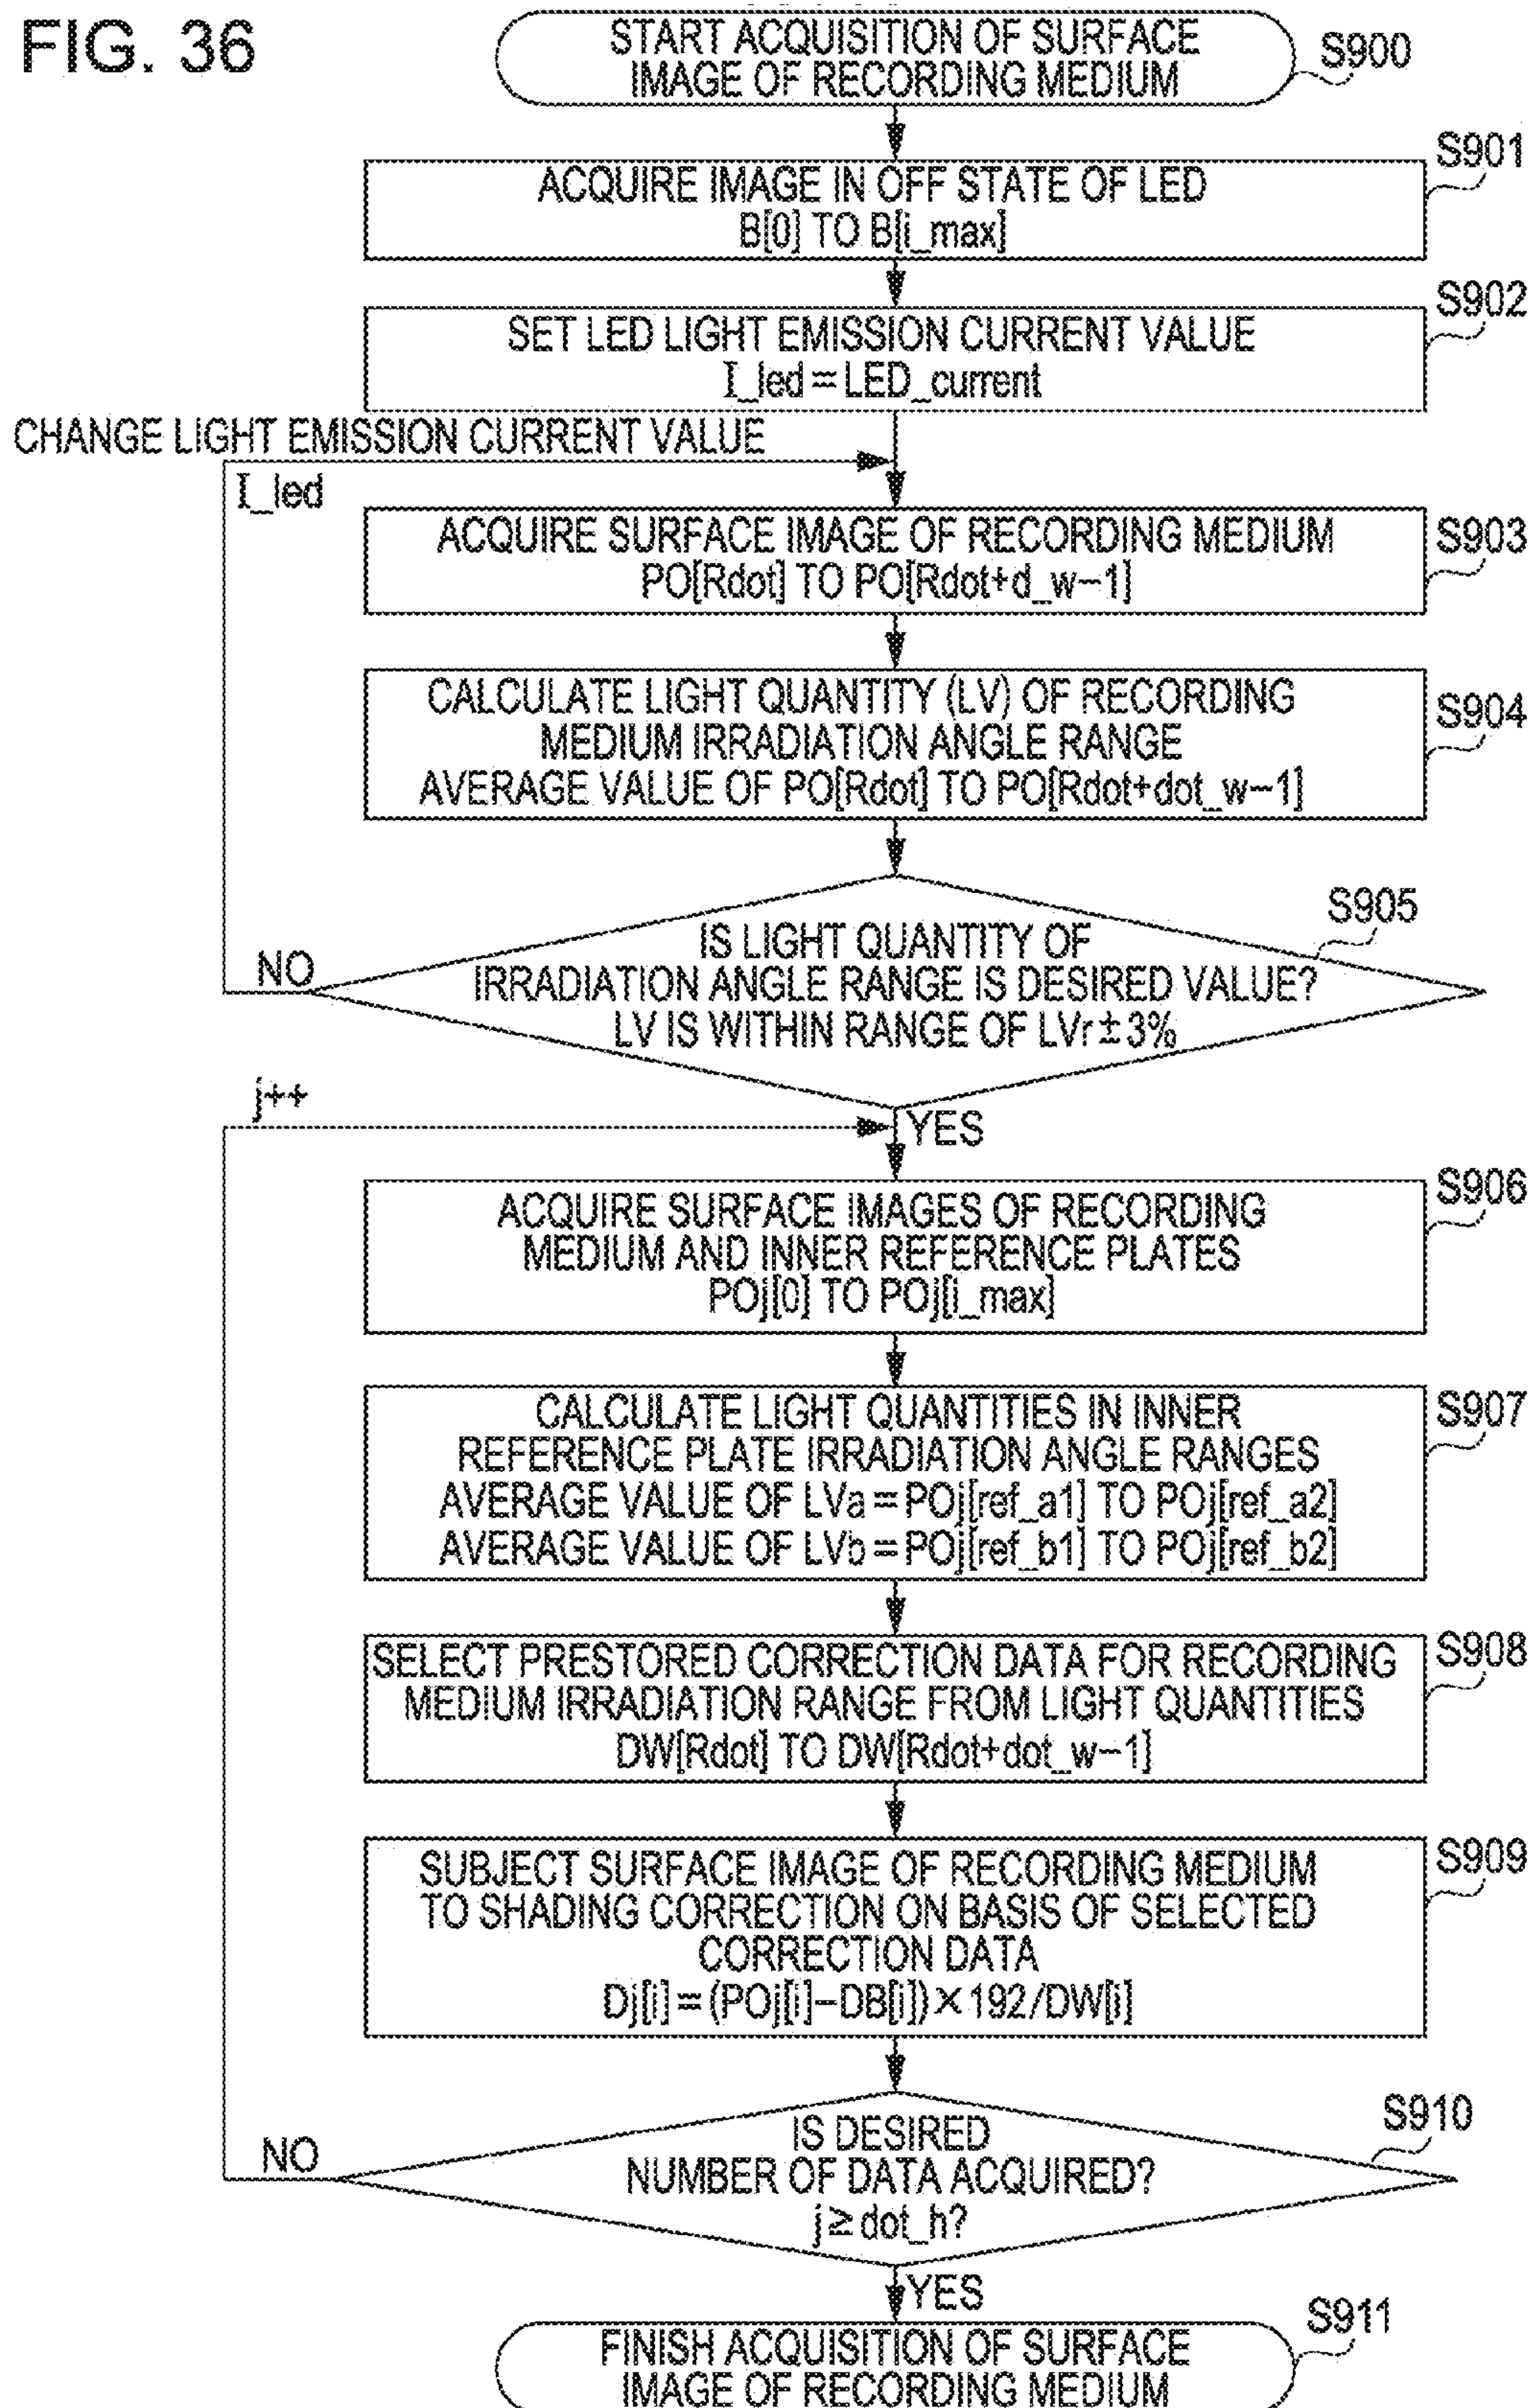 FIG. 36
START ACQUISITION OF SURFACE
IMAGE OF RECORDING MEDIUM
S900
S901
ACQUIRE IMAGE IN OFF STATE OF LED
B[0] TO B[i_max]
S902
SET LED LIGHT EMISSION CURRENT VALUE
I_led=LED_current
CHANGE LIGHT EMISSION CURRENT VALUE
I_led
S903
ACQUIRE SURFACE IMAGE OF RECORDING MEDIUM
PO[Rdot] TO PO[Rdot+d_w-1]
S904
CALCULATE LIGHT QUANTITY (LV) OF RECORDING
MEDIUM IRRADIATION ANGLE RANGE
AVERAGE VALUE OF PO[Rdot] TO PO[Rdot+dot_w-1]
S905
IS LIGHT QUANTITY OF
IRRADIATION ANGLE RANGE IS DESIRED VALUE?
LV IS WITHIN RANGE OF LVr±3%
NO
j++
YES
S906
ACQUIRE SURFACE IMAGES OF RECORDING
MEDIUM AND INNER REFERENCE PLATES
POj[0] TO POj[i_max]
S907
CALCULATE LIGHT QUANTITIES IN INNER
REFERENCE PLATE IRRADIATION ANGLE RANGES
AVERAGE VALUE OF LVa=POj[ref_a1] TO POj[ref_a2]
AVERAGE VALUE OF LVb=POj[ref_b1] TO POj[ref_b2]
S908
SELECT PRESTORED CORRECTION DATA FOR RECORDING
MEDIUM IRRADIATION RANGE FROM LIGHT QUANTITIES
DW[Rdot] TO DW[Rdot+dot_w-1]
S909
SUBJECT SURFACE IMAGE OF RECORDING MEDIUM
TO SHADING CORRECTION ON BASIS OF SELECTED
CORRECTION DATA
Dj[i]=(POj[i]-DB[i])×192/DW[i]
S910
IS DESIRED
NUMBER OF DATA ACQUIRED?
j≥dot_h?
NO
YES
S911
FINISH ACQUISITION OF SURFACE
IMAGE OF RECORDING MEDIUM